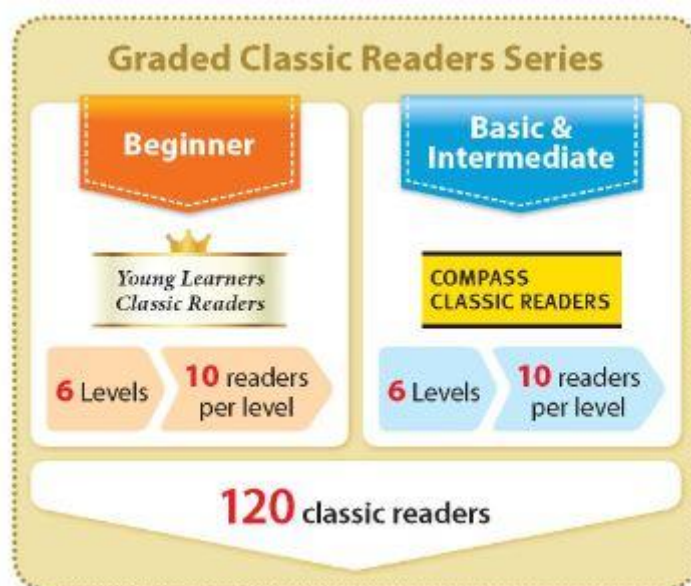 Graded Classic Readers Series
Beginner
Young Learners
Classic Readers
6 Levels
10 readers
per level
Basic &
Intermediate
COMPASS
CLASSIC READERS
6 Levels
10 readers
per level
120 classic readers